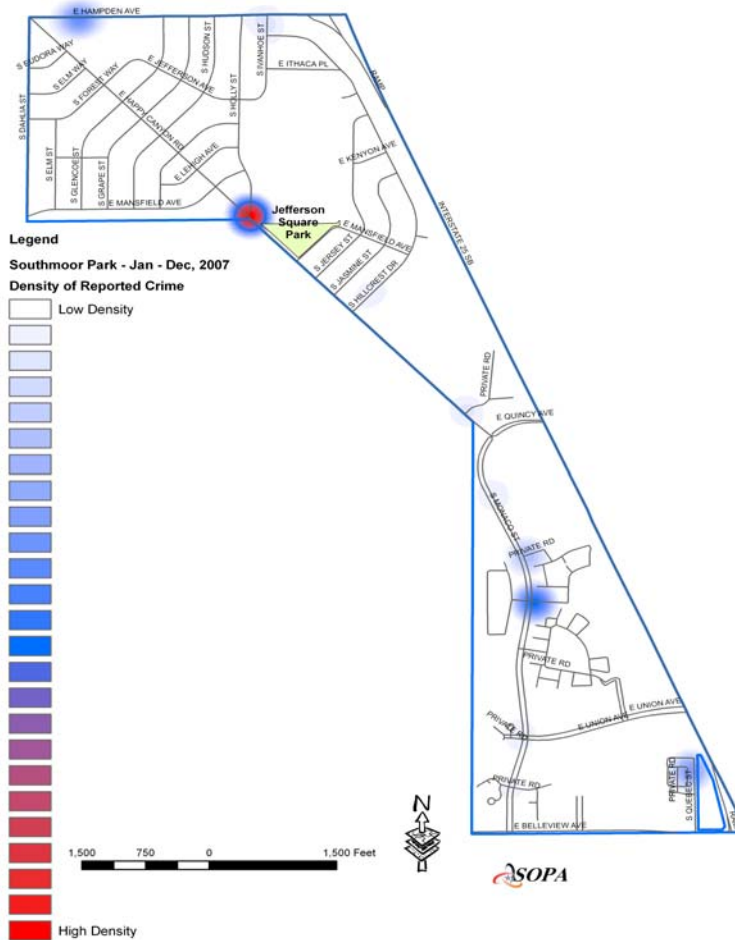 E HAMPDEN AVE
S EUDORA WAY
S ELM WAY
S FOREST WAY
E JEFFERSON AVE
S HUDSON ST
S IVANHOE ST
E ITHACA PL
RAMP
S DAHLIA ST
E HAPPY CANYON RD
S HOLLY ST
S ELM ST
S GLENCOE ST
S GRAPE ST
E LEHIGH AVE
E KENYON AVE
E MANSFIELD AVE
Jefferson
Square
Park
E MANSFIELD AVE
S JERSEY ST
S JASMINE ST
S HILLCREST DR
INTERSTATE 25 SB
Legend
Southmoor Park - Jan - Dec, 2007
Density of Reported Crime
Low Density
PRIVATE RD
E QUINCY AVE
S MONACO ST
PRIVATE RD
PRIVATE RD
E UNION AVE
E UNION AVE
PRIVATE RD
PRIVATE RD
PRIVATE RD
S QUEBEC ST
E BELLEVIEW AVE
N
1,500 750 0 1,500 Feet
SOPA
High Density